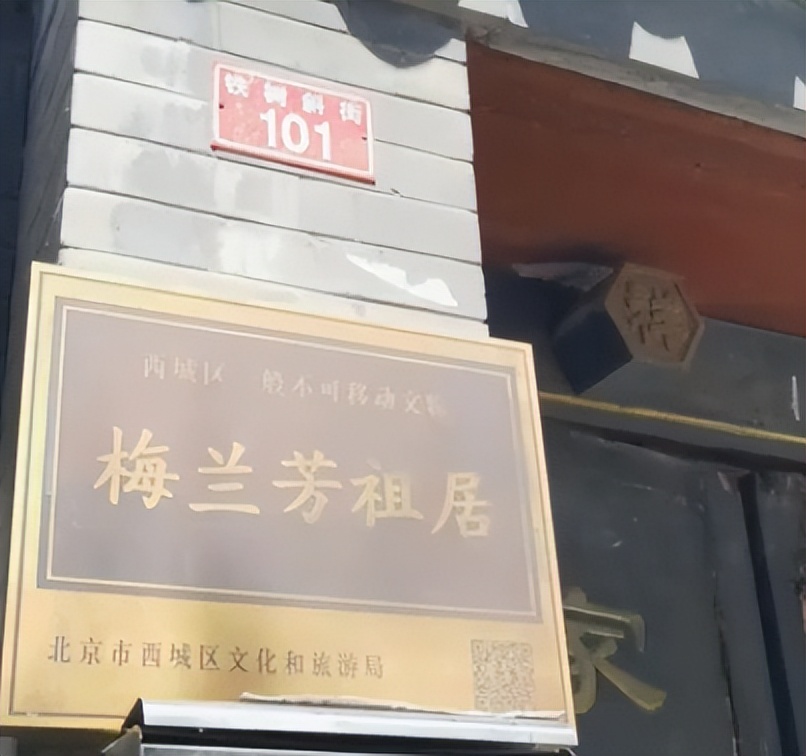 铁树斜街
101
西城区一般不可移动文物
梅兰芳祖居
北京市西城区文化和旅游局
家